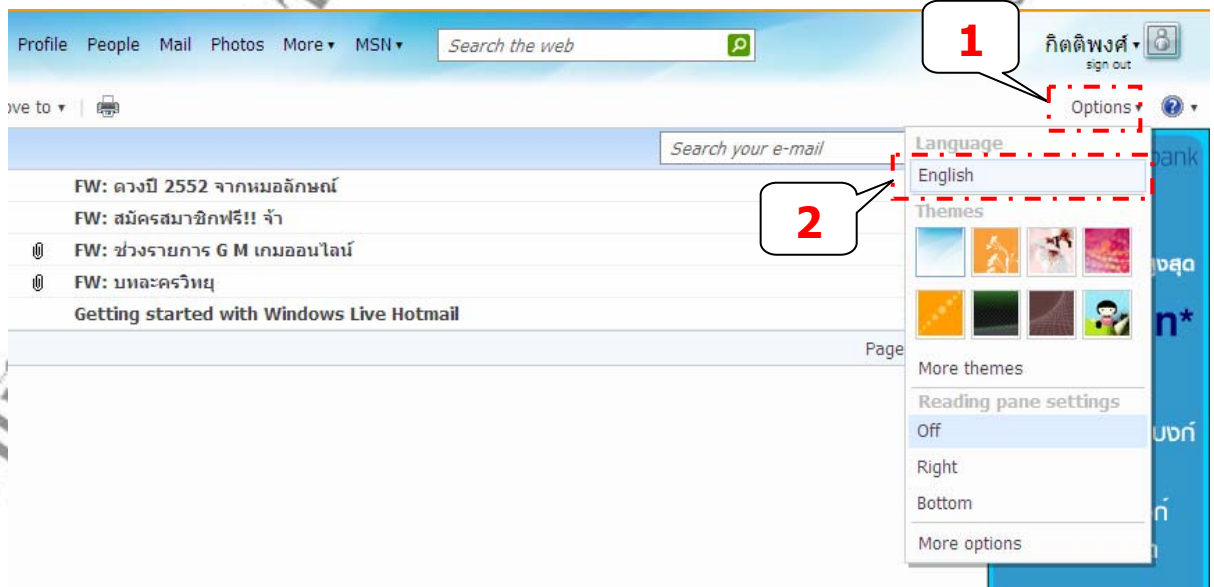 1
Profile People Mail Photos More MSN Search the web กิตติพงศ์
sign out
ove to Options
Search your e-mail Language
bank
English
FW: ดวงปี 2552 จากหมอลักษณ์
2
Themes
FW: สมัครสมาชิกฟรี!! จ้า
FW: ช่วงรายการ G M เกมออนไลน์
งสุด
FW: บทละครวิทยุ
Getting started with Windows Live Hotmail
n*
Page
More themes
Reading pane settings
Off
Right
Bottom
More options